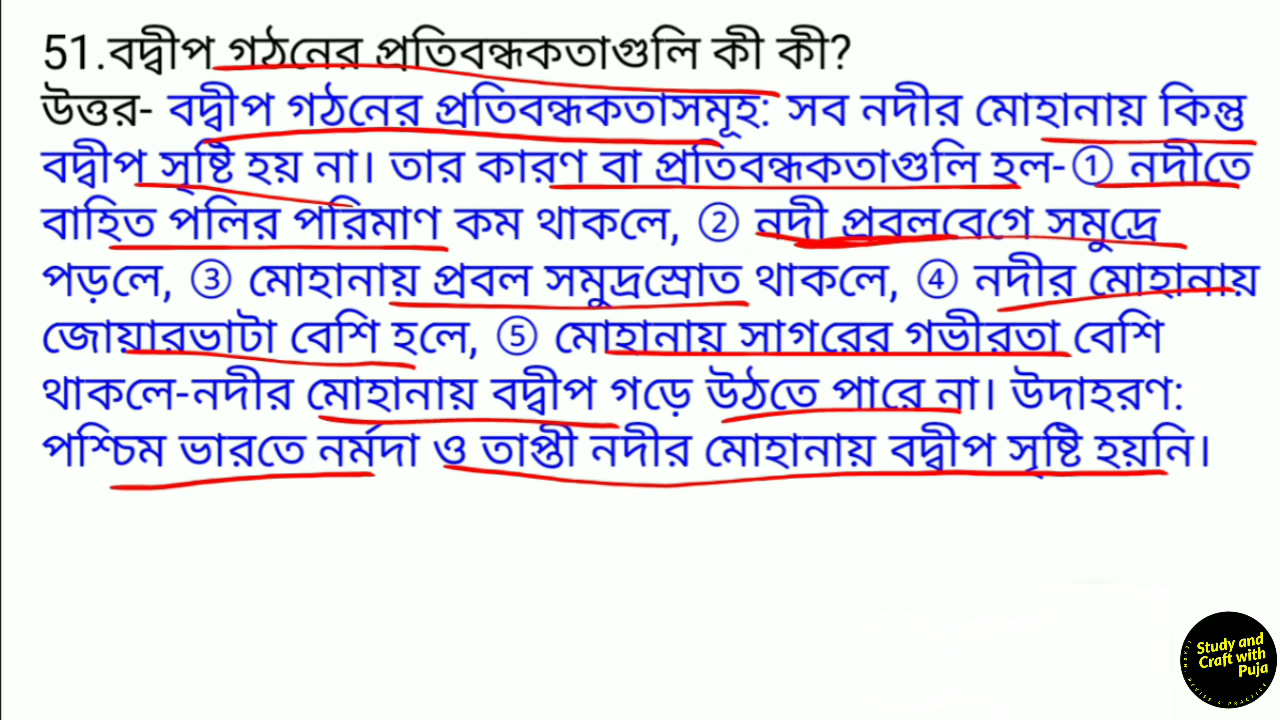 51.বদ্বীপ গঠনের প্রতিবন্ধকতাগুলি কী কী?
উত্তর- বদ্বীপ গঠনের প্রতিবন্ধকতাসমূহ: সব নদীর মোহানায় কিন্তু
বদ্বীপ সৃষ্টি হয় না। তার কারণ বা প্রতিবন্ধকতাগুলি হল-① নদীতে
বাহিত পলির পরিমাণ কম থাকলে, ② নদী প্রবলবেগে সমুদ্রে
পড়লে, ③ মোহানায় প্রবল সমুদ্রস্রোত থাকলে, ④ নদীর মোহানায়
জোয়ারভাটা বেশি হলে, ⑤ মোহানায় সাগরের গভীরতা বেশি
থাকলে-নদীর মোহানায় বদ্বীপ গড়ে উঠতে পারে না। উদাহরণ:
পশ্চিম ভারতে নর্মদা ও তাপ্তী নদীর মোহানায় বদ্বীপ সৃষ্টি হয়নি।
Study and
Craft with
Puja